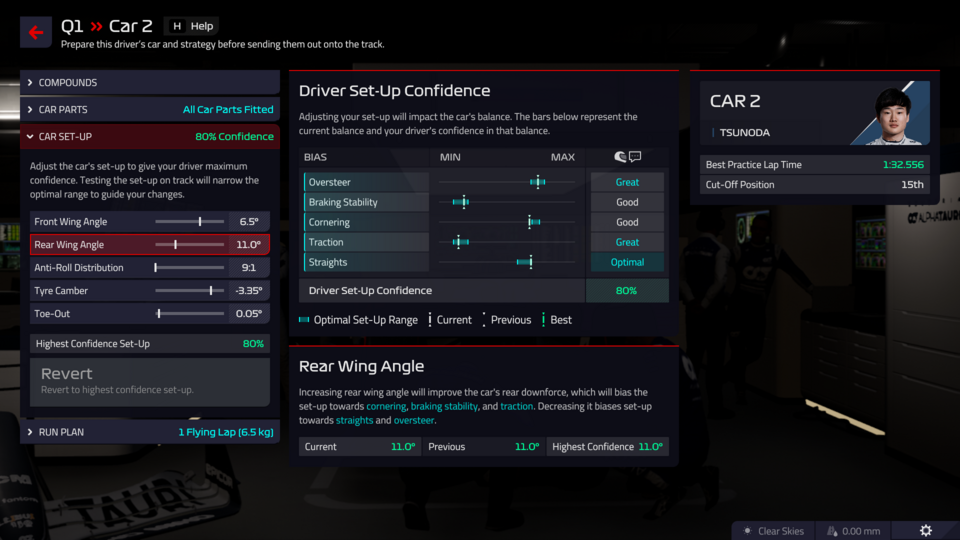 Q1 » Car 2 H Help
Prepare this driver's car and strategy before sending them out onto the track.
COMPOUNDS
CAR PARTS All Car Parts Fitted
CAR SET-UP 80% Confidence
Adjust the car's set-up to give your driver maximum
confidence. Testing the set-up on track will narrow the
optimal range to guide your changes.
Front Wing Angle 6.5°
Rear Wing Angle 11.0°
Anti-Roll Distribution 9:1
Tyre Camber -3.35°
Toe-Out 0.05°
Highest Confidence Set-Up 80%
Revert
Revert to highest confidence set-up.
RUN PLAN 1 Flying Lap (6.5 kg)
Driver Set-Up Confidence
Adjusting your set-up will impact the car's balance. The bars below represent the
current balance and your driver's confidence in that balance.
BIAS MIN MAX
Oversteer Great
Braking Stability Good
Cornering Good
Traction Great
Straights Optimal
Driver Set-Up Confidence 80%
Optimal Set-Up Range Current Previous Best
Rear Wing Angle
Increasing rear wing angle will improve the car's rear downforce, which will bias the
set-up towards cornering, braking stability, and traction. Decreasing it biases set-up
towards straights and oversteer.
Current 11.0° Previous 11.0° Highest Confidence 11.0°
CAR 2
TSUNODA
Best Practice Lap Time 1:32.556
Cut-Off Position 15th
ALPHATAURI
TAURI
Clear Skies 0.00 mm